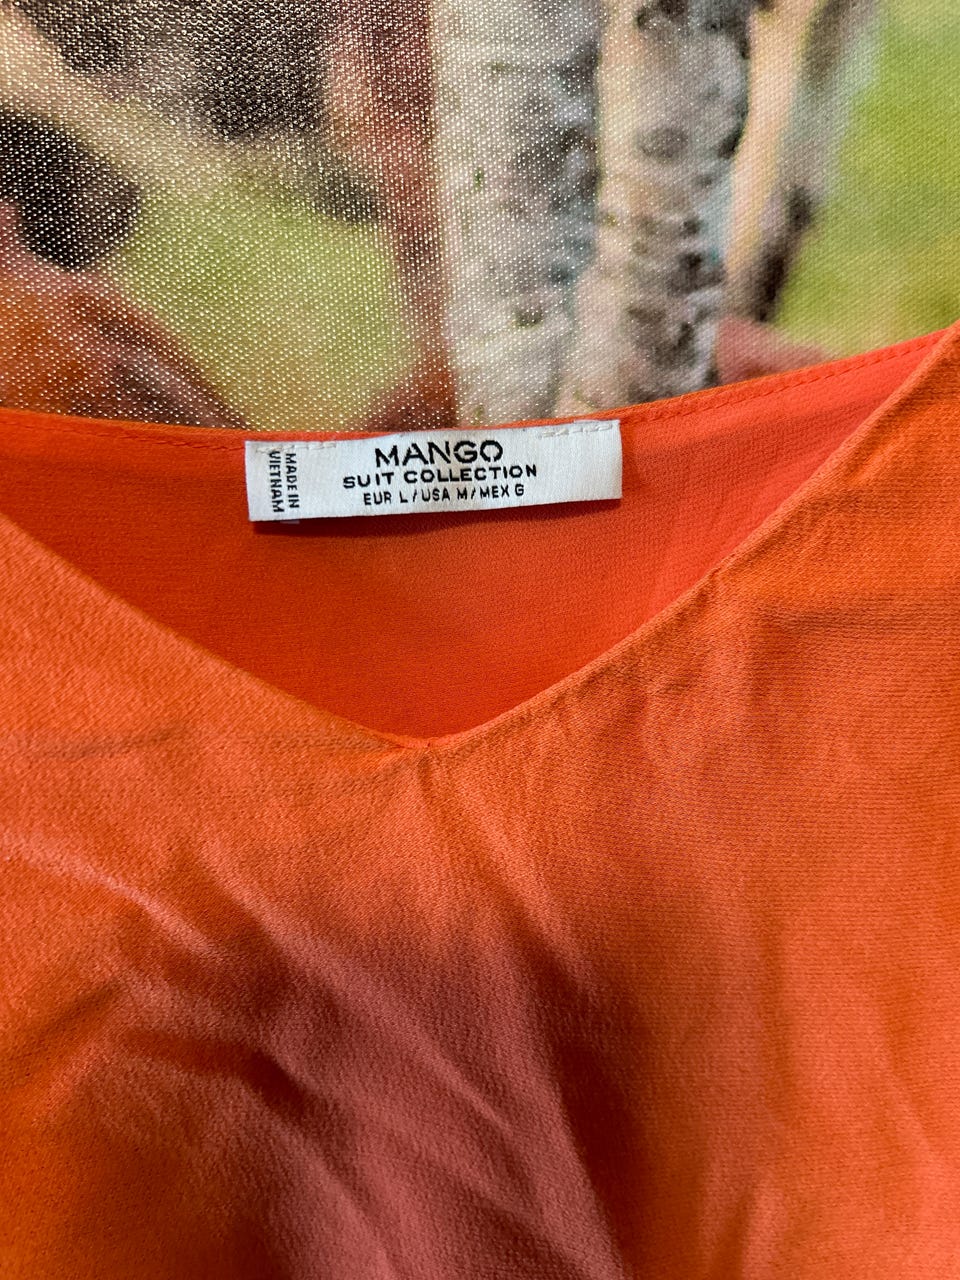 MANGO
SUIT COLLECTION
EUR L/USA M/MEX G
MADE IN
VIETNAM